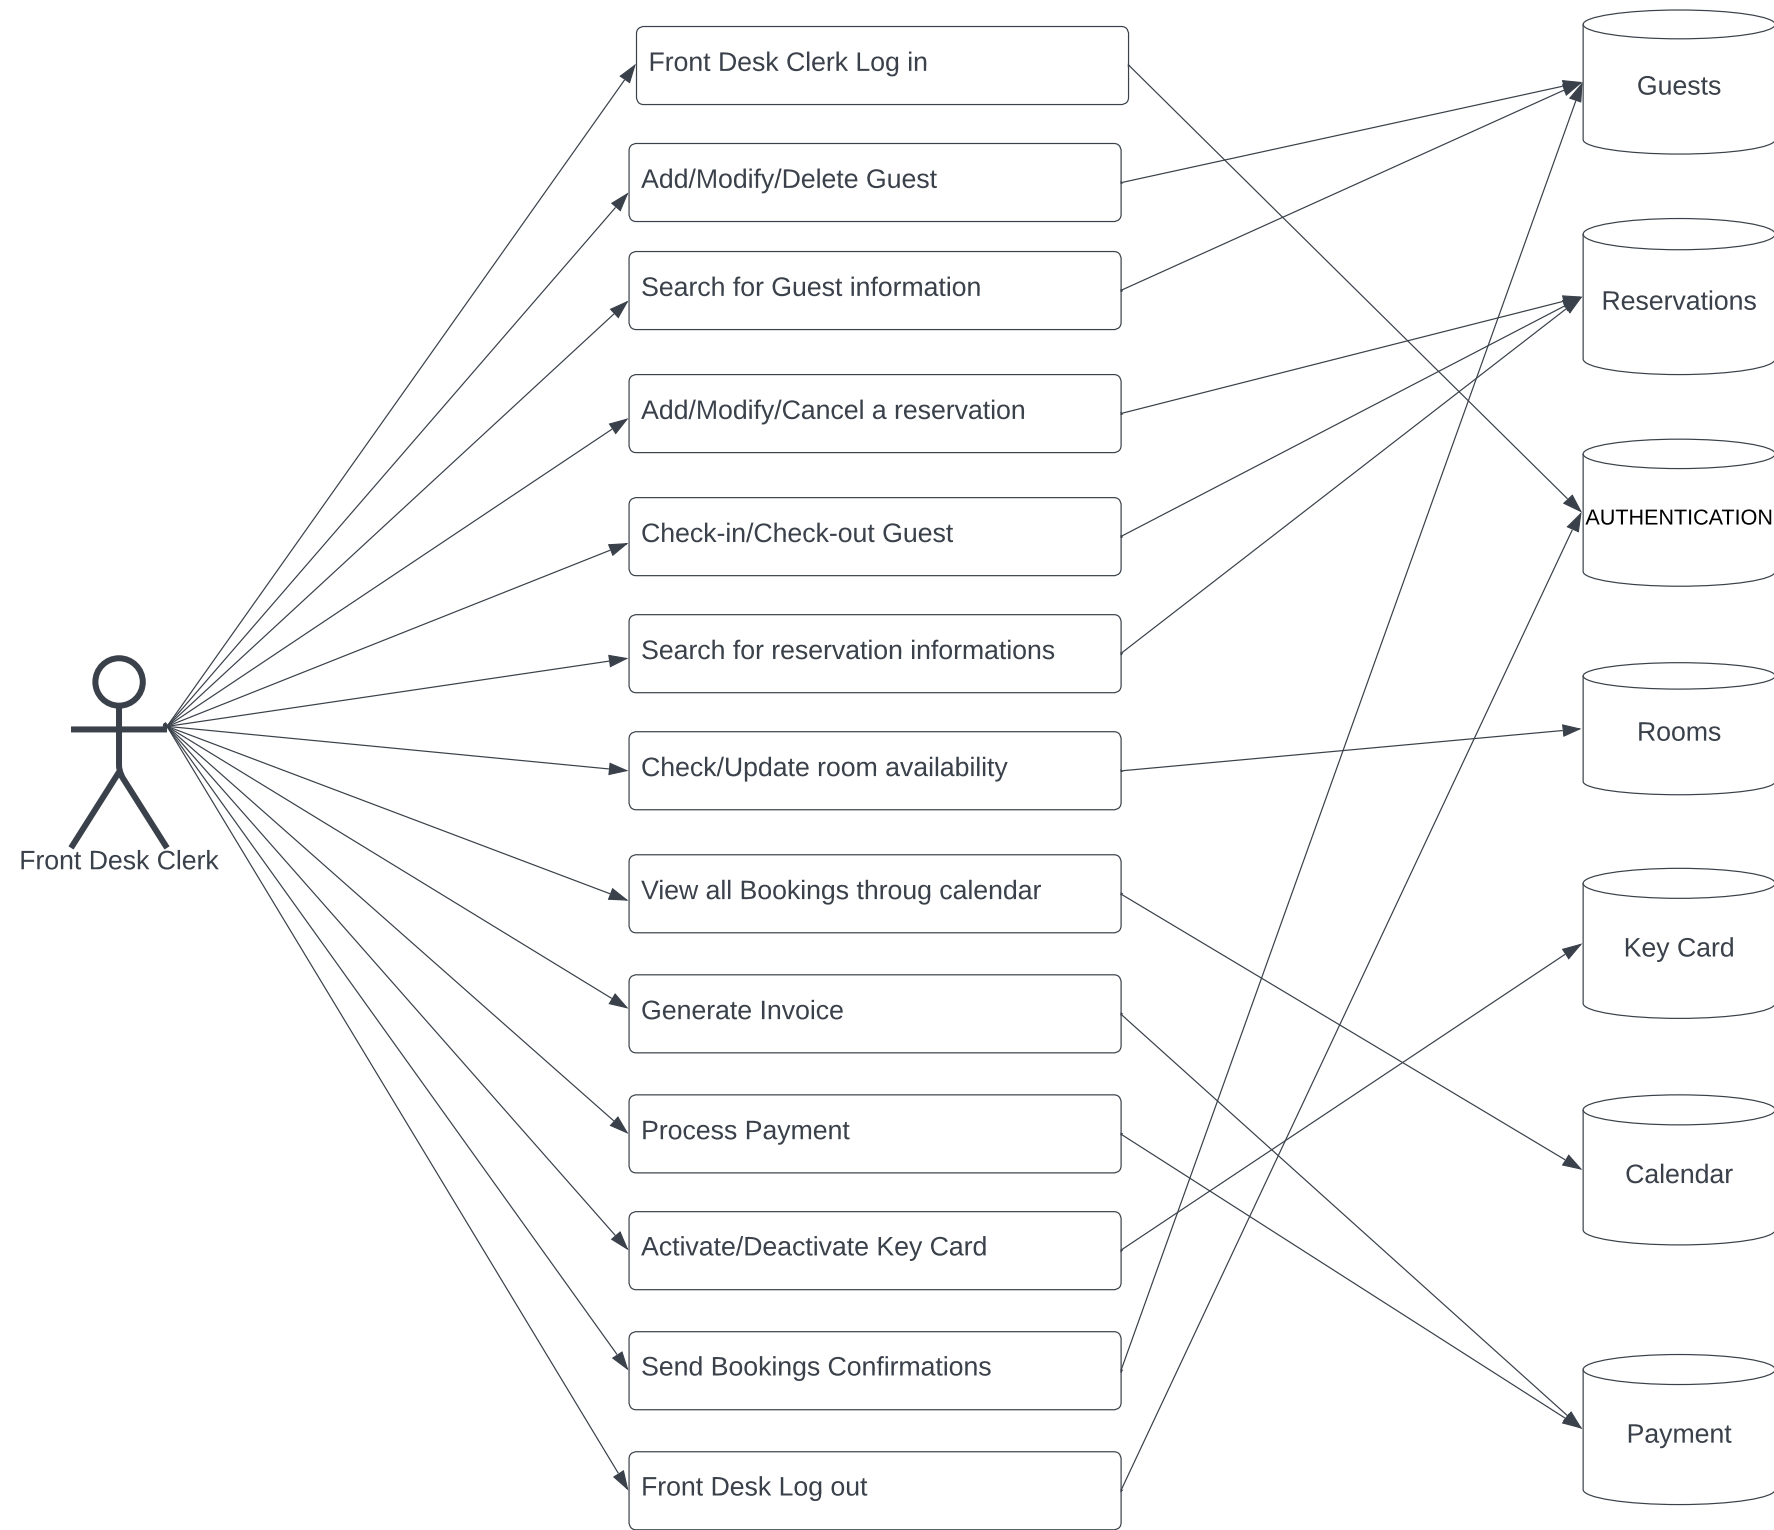 Front Desk Clerk Log in
Add/Modify/Delete Guest
Search for Guest information
Add/Modify/Cancel a reservation
Check-in/Check-out Guest
Search for reservation informations
Check/Update room availability
View all Bookings throug calendar
Generate Invoice
Process Payment
Activate/Deactivate Key Card
Send Bookings Confirmations
Front Desk Log out
Front Desk Clerk
Guests
Reservations
AUTHENTICATION
Rooms
Key Card
Calendar
Payment